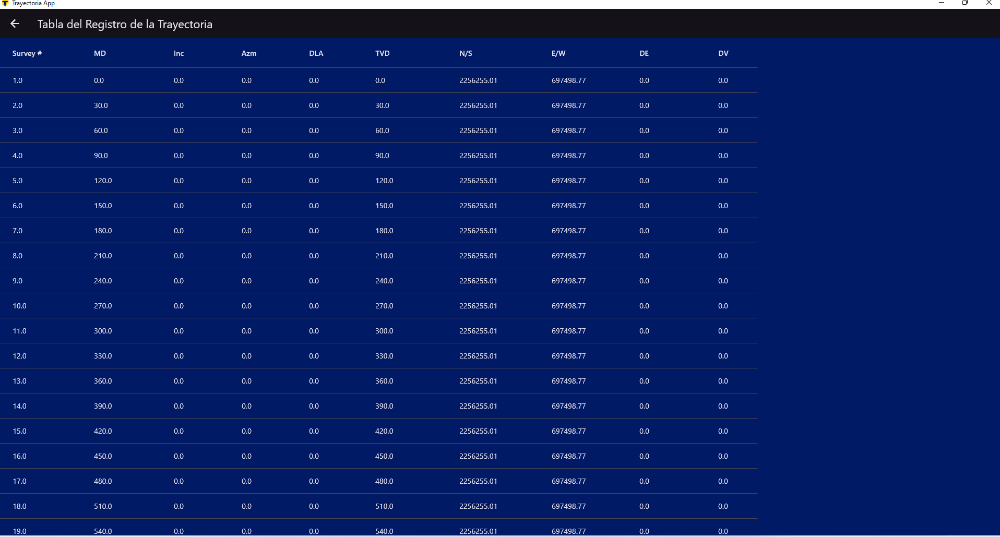 Trayectoria App
Tabla del Registro de la Trayectoria
Survey # MD Inc Azm DLA TVD N/S E/W DE DV
1.0 0.0 0.0 0.0 0.0 0.0 2256255.01 697498.77 0.0 0.0
2.0 30.0 0.0 0.0 0.0 30.0 2256255.01 697498.77 0.0 0.0
3.0 60.0 0.0 0.0 0.0 60.0 2256255.01 697498.77 0.0 0.0
4.0 90.0 0.0 0.0 0.0 90.0 2256255.01 697498.77 0.0 0.0
5.0 120.0 0.0 0.0 0.0 120.0 2256255.01 697498.77 0.0 0.0
6.0 150.0 0.0 0.0 0.0 150.0 2256255.01 697498.77 0.0 0.0
7.0 180.0 0.0 0.0 0.0 180.0 2256255.01 697498.77 0.0 0.0
8.0 210.0 0.0 0.0 0.0 210.0 2256255.01 697498.77 0.0 0.0
9.0 240.0 0.0 0.0 0.0 240.0 2256255.01 697498.77 0.0 0.0
10.0 270.0 0.0 0.0 0.0 270.0 2256255.01 697498.77 0.0 0.0
11.0 300.0 0.0 0.0 0.0 300.0 2256255.01 697498.77 0.0 0.0
12.0 330.0 0.0 0.0 0.0 330.0 2256255.01 697498.77 0.0 0.0
13.0 360.0 0.0 0.0 0.0 360.0 2256255.01 697498.77 0.0 0.0
14.0 390.0 0.0 0.0 0.0 390.0 2256255.01 697498.77 0.0 0.0
15.0 420.0 0.0 0.0 0.0 420.0 2256255.01 697498.77 0.0 0.0
16.0 450.0 0.0 0.0 0.0 450.0 2256255.01 697498.77 0.0 0.0
17.0 480.0 0.0 0.0 0.0 480.0 2256255.01 697498.77 0.0 0.0
18.0 510.0 0.0 0.0 0.0 510.0 2256255.01 697498.77 0.0 0.0
19.0 540.0 0.0 0.0 0.0 540.0 2256255.01 697498.77 0.0 0.0